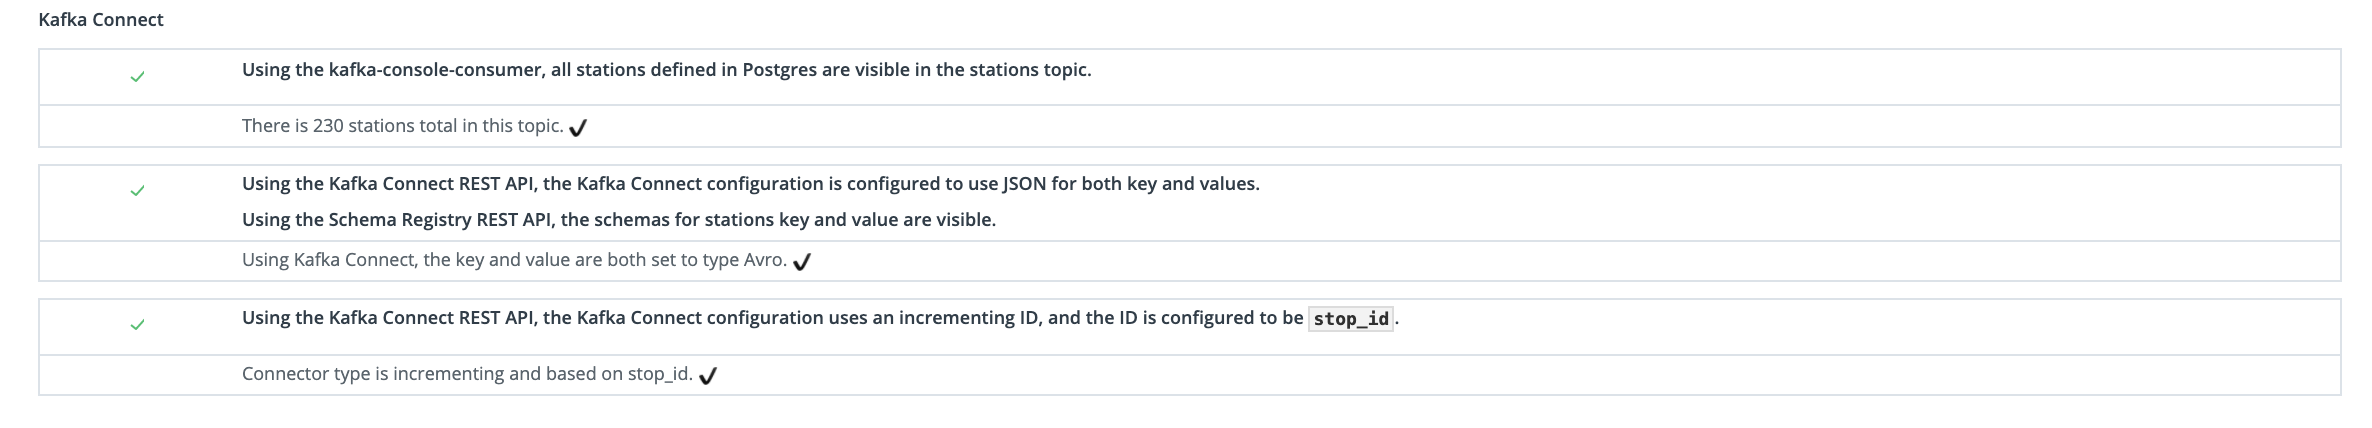 Kafka Connect
Using the kafka-console-consumer, all stations defined in Postgres are visible in the stations topic.
There is 230 stations total in this topic. ✔
Using the Kafka Connect REST API, the Kafka Connect configuration is configured to use JSON for both key and values.
Using the Schema Registry REST API, the schemas for stations key and value are visible.
Using Kafka Connect, the key and value are both set to type Avro. ✔
Using the Kafka Connect REST API, the Kafka Connect configuration uses an incrementing ID, and the ID is configured to be stop_id.
Connector type is incrementing and based on stop_id. ✔